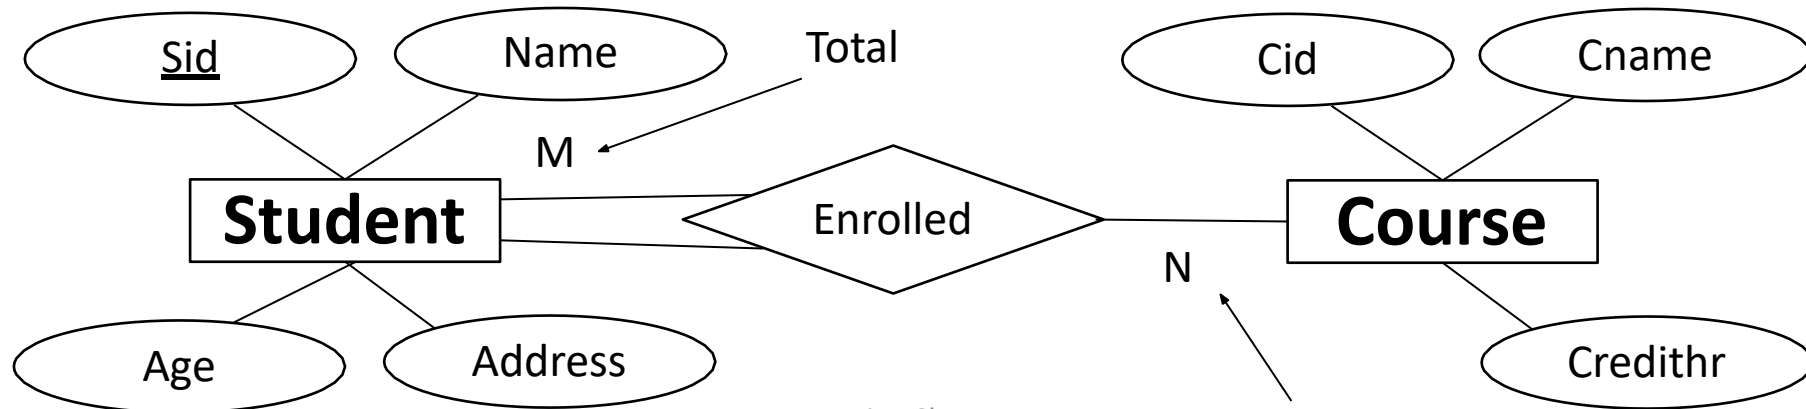 Sid
Name
Total
Cid
Cname
M
Student
Enrolled
Course
N
Age
Address
Credithr